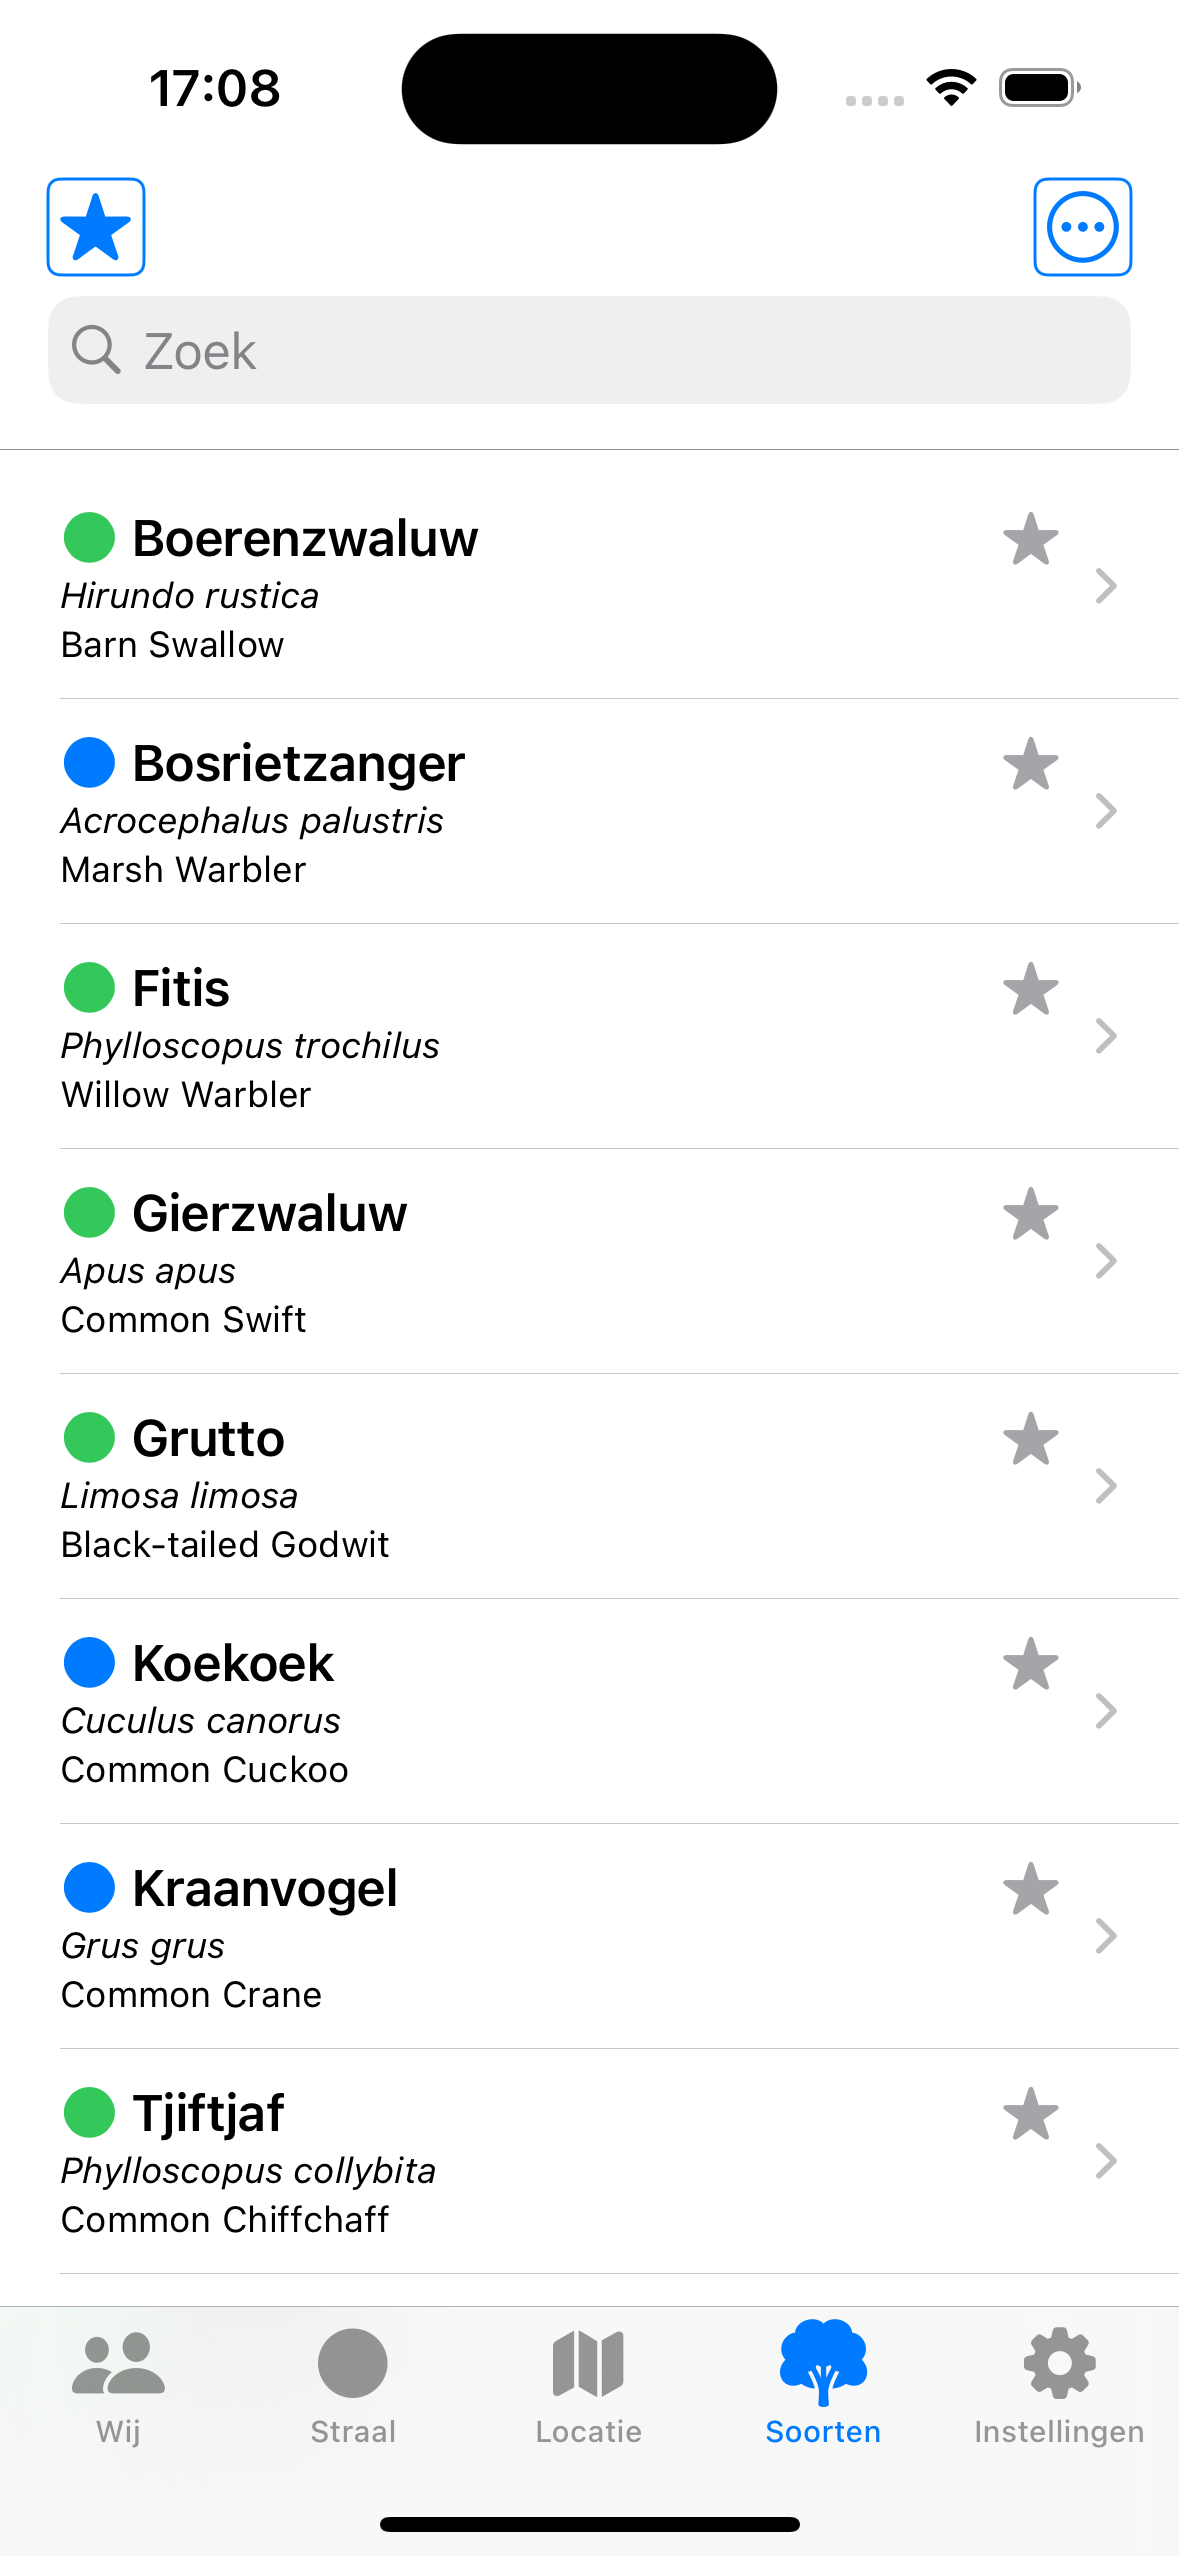 17:08
Zoek
Boerenzwaluw
Hirundo rustica
Barn Swallow
Bosrietzanger
Acrocephalus palustris
Marsh Warbler
Fitis
Phylloscopus trochilus
Willow Warbler
Gierzwaluw
Apus apus
Common Swift
Grutto
Limosa limosa
Black-tailed Godwit
Koekoek
Cuculus canorus
Common Cuckoo
Kraanvogel
Grus grus
Common Crane
Tjiftjaf
Phylloscopus collybita
Common Chiffchaff
Wij Straal Locatie Soorten Instellingen